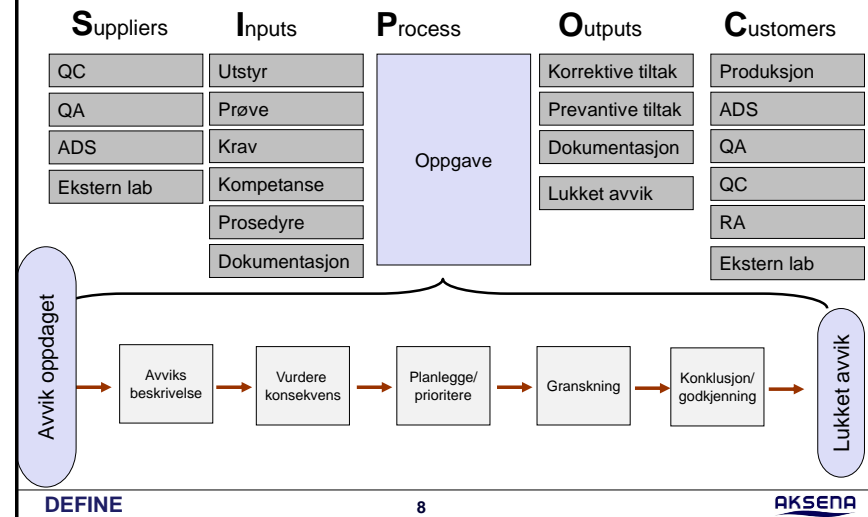 Suppliers
Inputs
Process
Outputs
Customers
QC
QA
ADS
Ekstern lab
Utstyr
Prøve
Krav
Kompetanse
Prosedyre
Dokumentasjon
Oppgave
Korrektive tiltak
Prevantive tiltak
Dokumentasjon
Lukket avvik
Produksjon
ADS
QA
QC
RA
Ekstern lab
Avvik oppdaget
Avviks
beskrivelse
Vurdere
konsekvens
Planlegge/
prioritere
Granskning
Konklusjon/
godkjenning
Lukket avvik
DEFINE
8
AKSENA